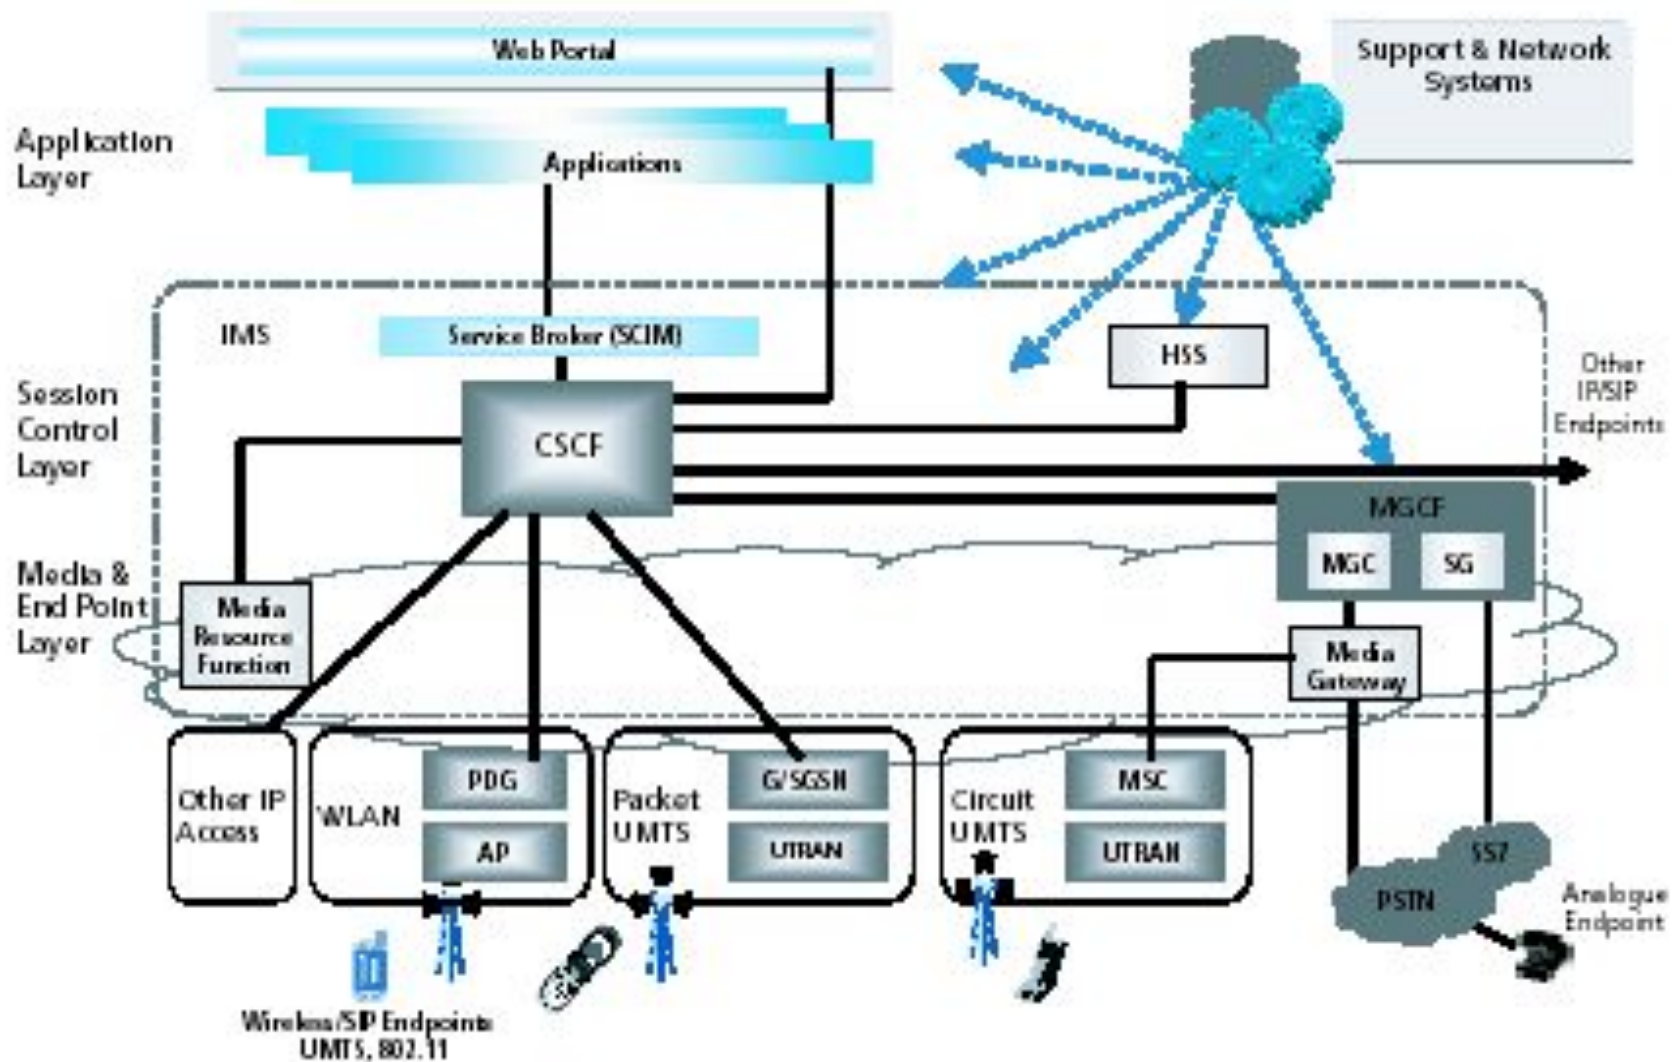 Web Portal
Support & Network
Systems
Application
Layer
Applications
IMS
Service Broker (SCIM)
HSS
Other
IP/SIP
Endpoints
Session
Control
Layer
CSCF
MGCF
MGC
SG
Media &
End Point
Layer
Media
Resource
Function
Media
Gateway
Other IP
Access
WLAN
PDG
AP
Packet
UMTS
G/SGSN
UTRAN
Circuit
UMTS
MSC
UTRAN
SS7
PSTN
Analogue
Endpoint
Wireless/SIP Endpoints
UMTS, 802.11